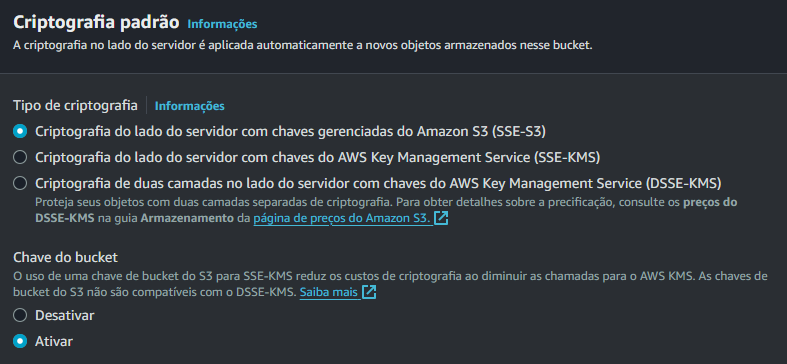 Criptografia padrão Informações
A criptografia no lado do servidor é aplicada automaticamente a novos objetos armazenados nesse bucket.
Tipo de criptografia Informações
Criptografia do lado do servidor com chaves gerenciadas do Amazon S3 (SSE-S3)
Criptografia do lado do servidor com chaves do AWS Key Management Service (SSE-KMS)
Criptografia de duas camadas no lado do servidor com chaves do AWS Key Management Service (DSSE-KMS)
Proteja seus objetos com duas camadas separadas de criptografia. Para obter detalhes sobre a precificação, consulte os preços do
DSSE-KMS na guia Armazenamento da página de preços do Amazon S3.
Chave do bucket
O uso de uma chave de bucket do S3 para SSE-KMS reduz os custos de criptografia ao diminuir as chamadas para o AWS KMS. As chaves de
bucket do S3 não são compatíveis com o DSSE-KMS. Saiba mais
Desativar
Ativar